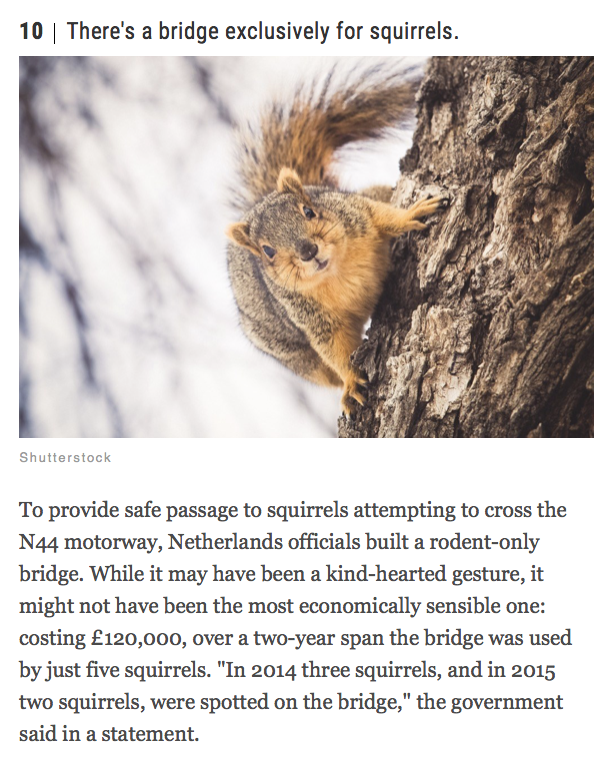 10 | There's a bridge exclusively for squirrels.
Shutterstock
To provide safe passage to squirrels attempting to cross the
N44 motorway, Netherlands officials built a rodent-only
bridge. While it may have been a kind-hearted gesture, it
might not have been the most economically sensible one:
costing £120,000, over a two-year span the bridge was used
by just five squirrels. "In 2014 three squirrels, and in 2015
two squirrels, were spotted on the bridge," the government
said in a statement.